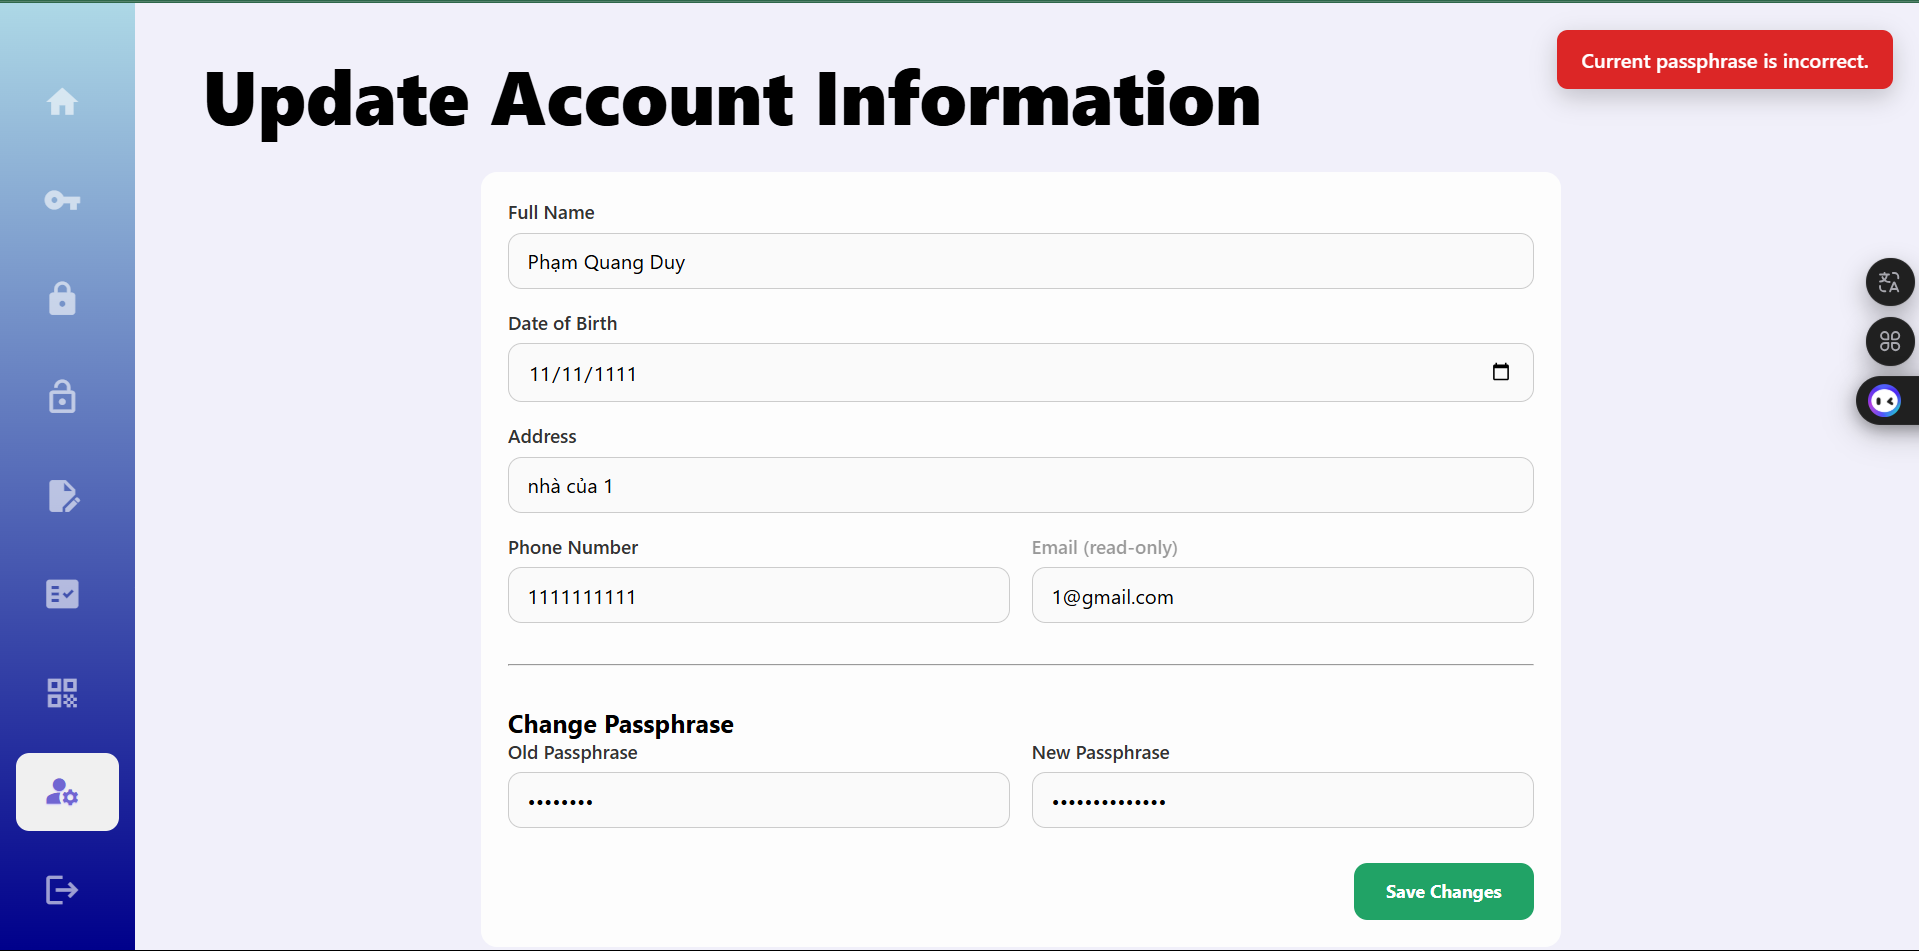 Current passphrase is incorrect.
Update Account Information
Full Name
Phạm Quang Duy
Date of Birth
11/11/1111
Address
nhà của 1
Phone Number
Email (read-only)
1111111111
1@gmail.com
Change Passphrase
Old Passphrase
New Passphrase
••••••••
••••••••••••••
Save Changes